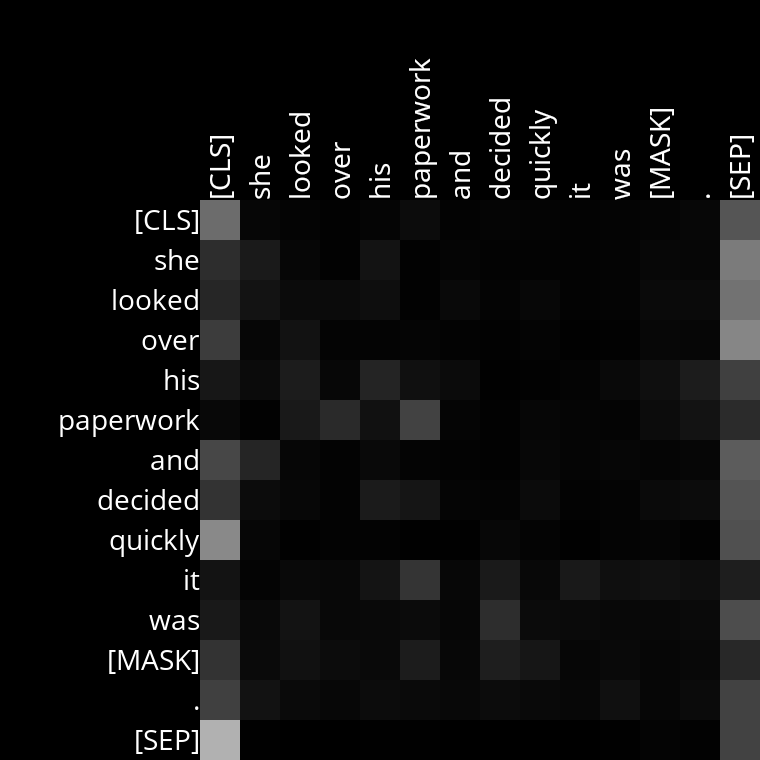 [CLS] she looked over his paperwork and decided quickly it was [MASK] . [SEP]
[CLS]
she
looked
over
his
paperwork
and
decided
quickly
it
was
[MASK]
.
[SEP]